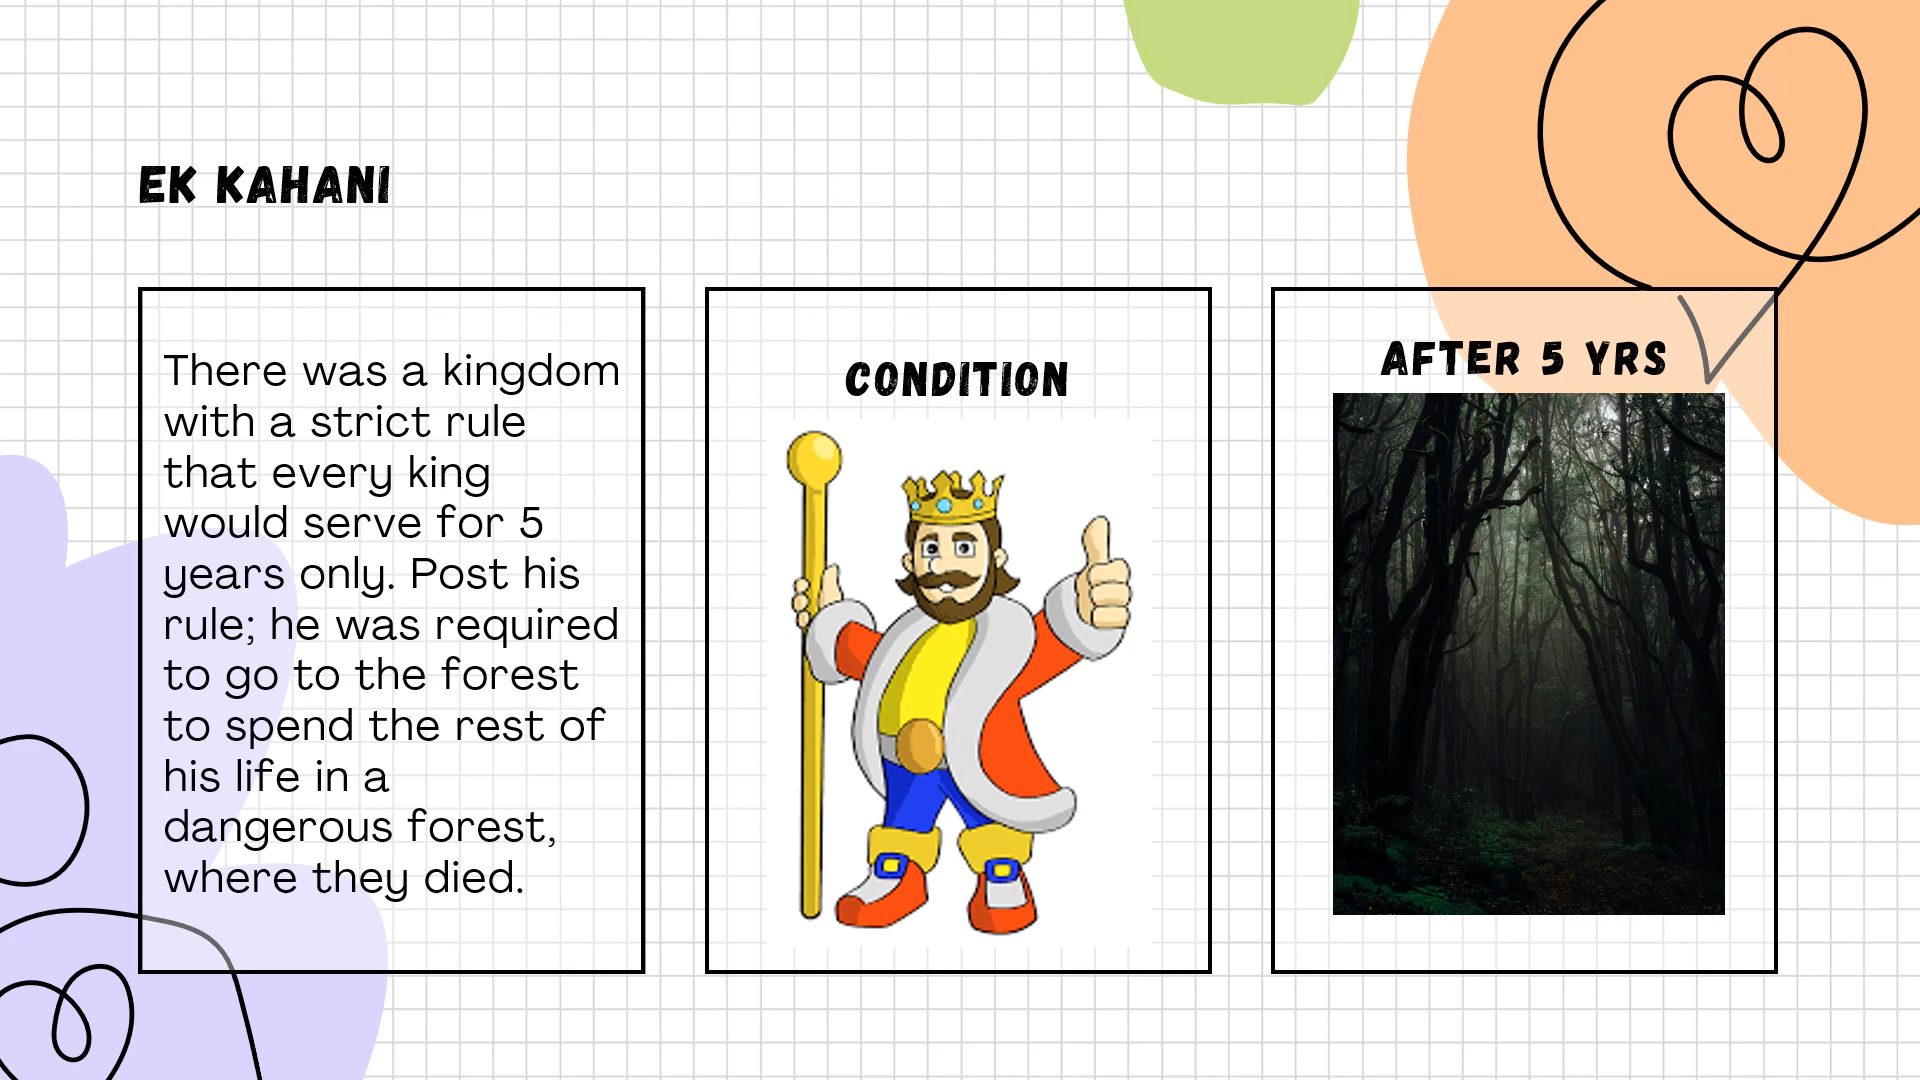 EK KAHANI
There was a kingdom
with a strict rule
that every king
would serve for 5
years only. Post his
rule; he was required
to go to the forest
to spend the rest of
his life in a
dangerous forest,
where they died.
CONDITION
AFTER 5 YRS